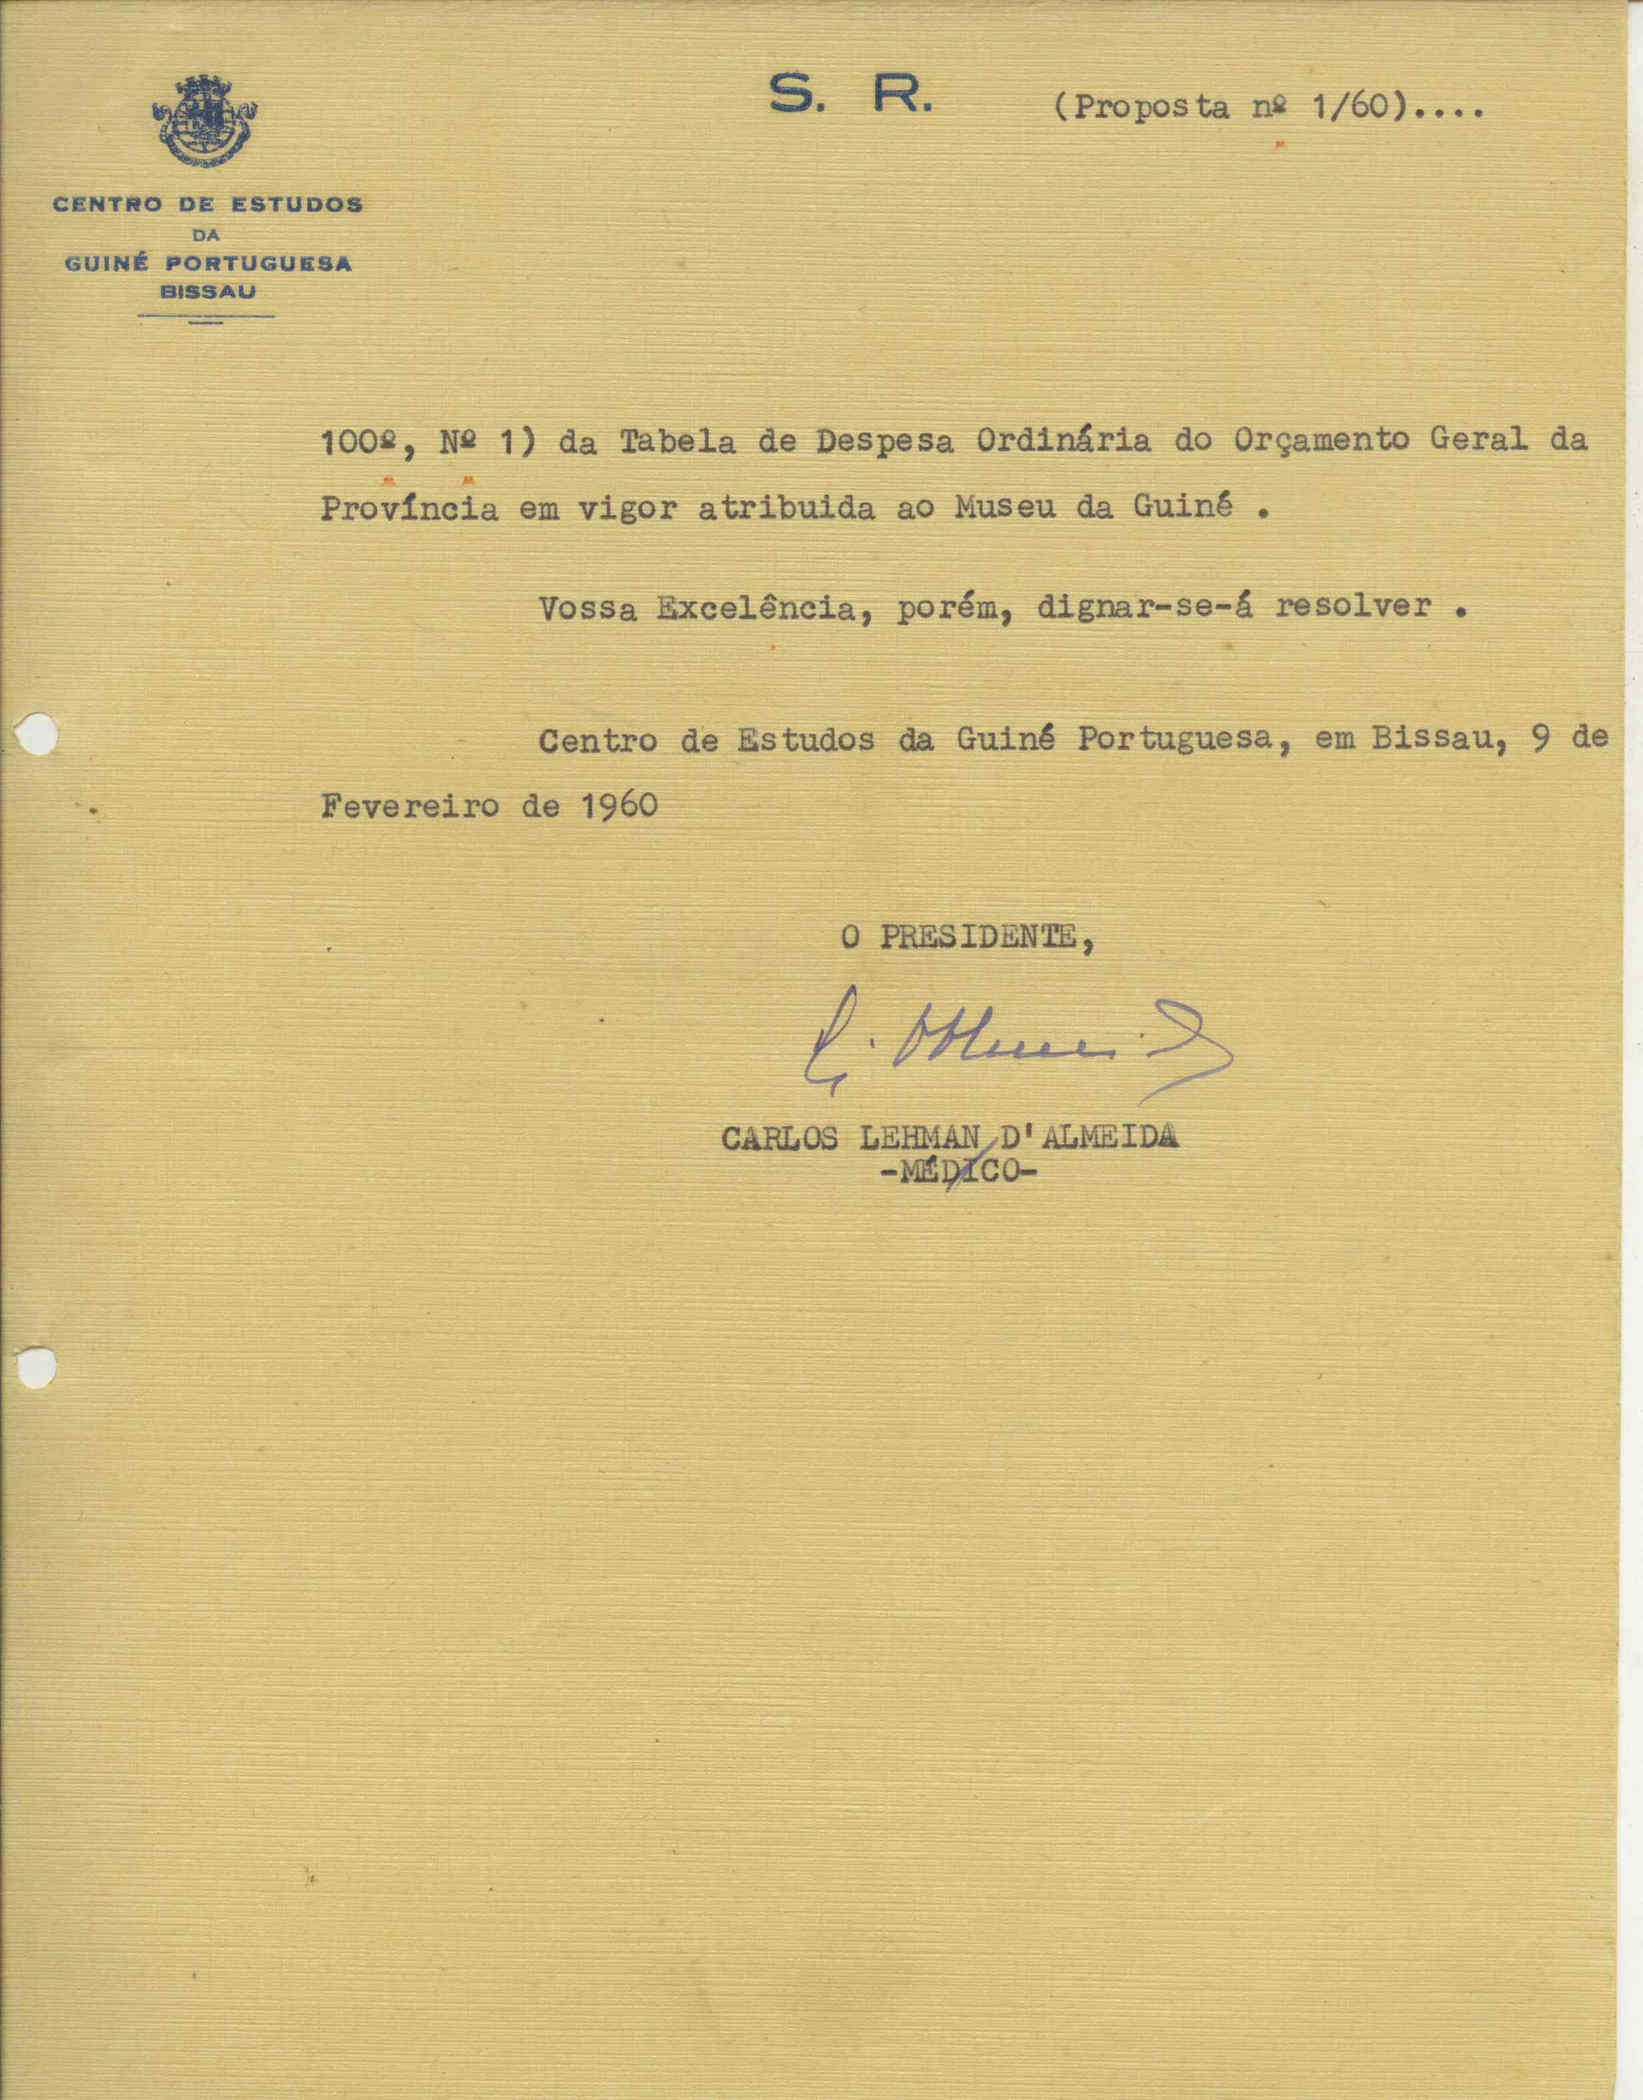 S. R. (Proposta nº 1/60)....
CENTRO DE ESTUDOS
DA
GUINÉ PORTUGUESA
BISSAU
100º, Nº 1) da Tabela de Despesa Ordinária do Orçamento Geral da
Província em vigor atribuida ao Museu da Guiné .
Vossa Excelência, porém, dignar-se-á resolver .
Centro de Estudos da Guiné Portuguesa, em Bissau, 9 de
Fevereiro de 1960
O PRESIDENTE,
CARLOS LEHMAN D'ALMEIDA
-MÉDICO-